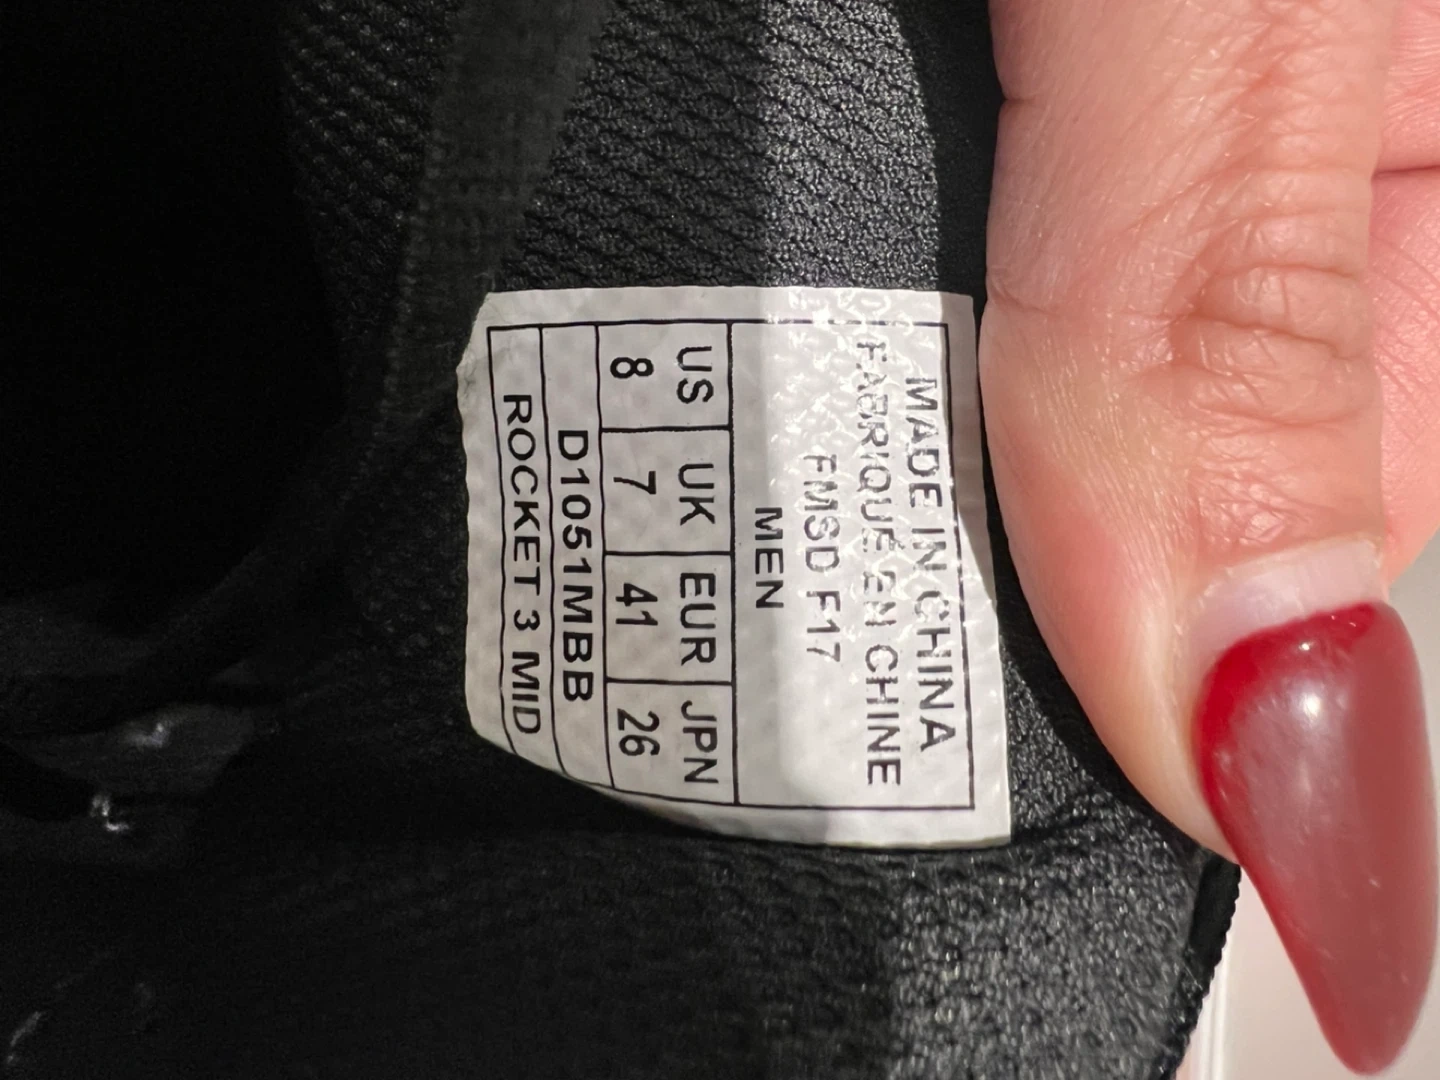 MADE IN CHINA
FABRIQUÉ EN CHINE
FMSD F17
MEN
US UK EUR JPN
8 7 41 26
D1051MBB
ROCKET 3 MID